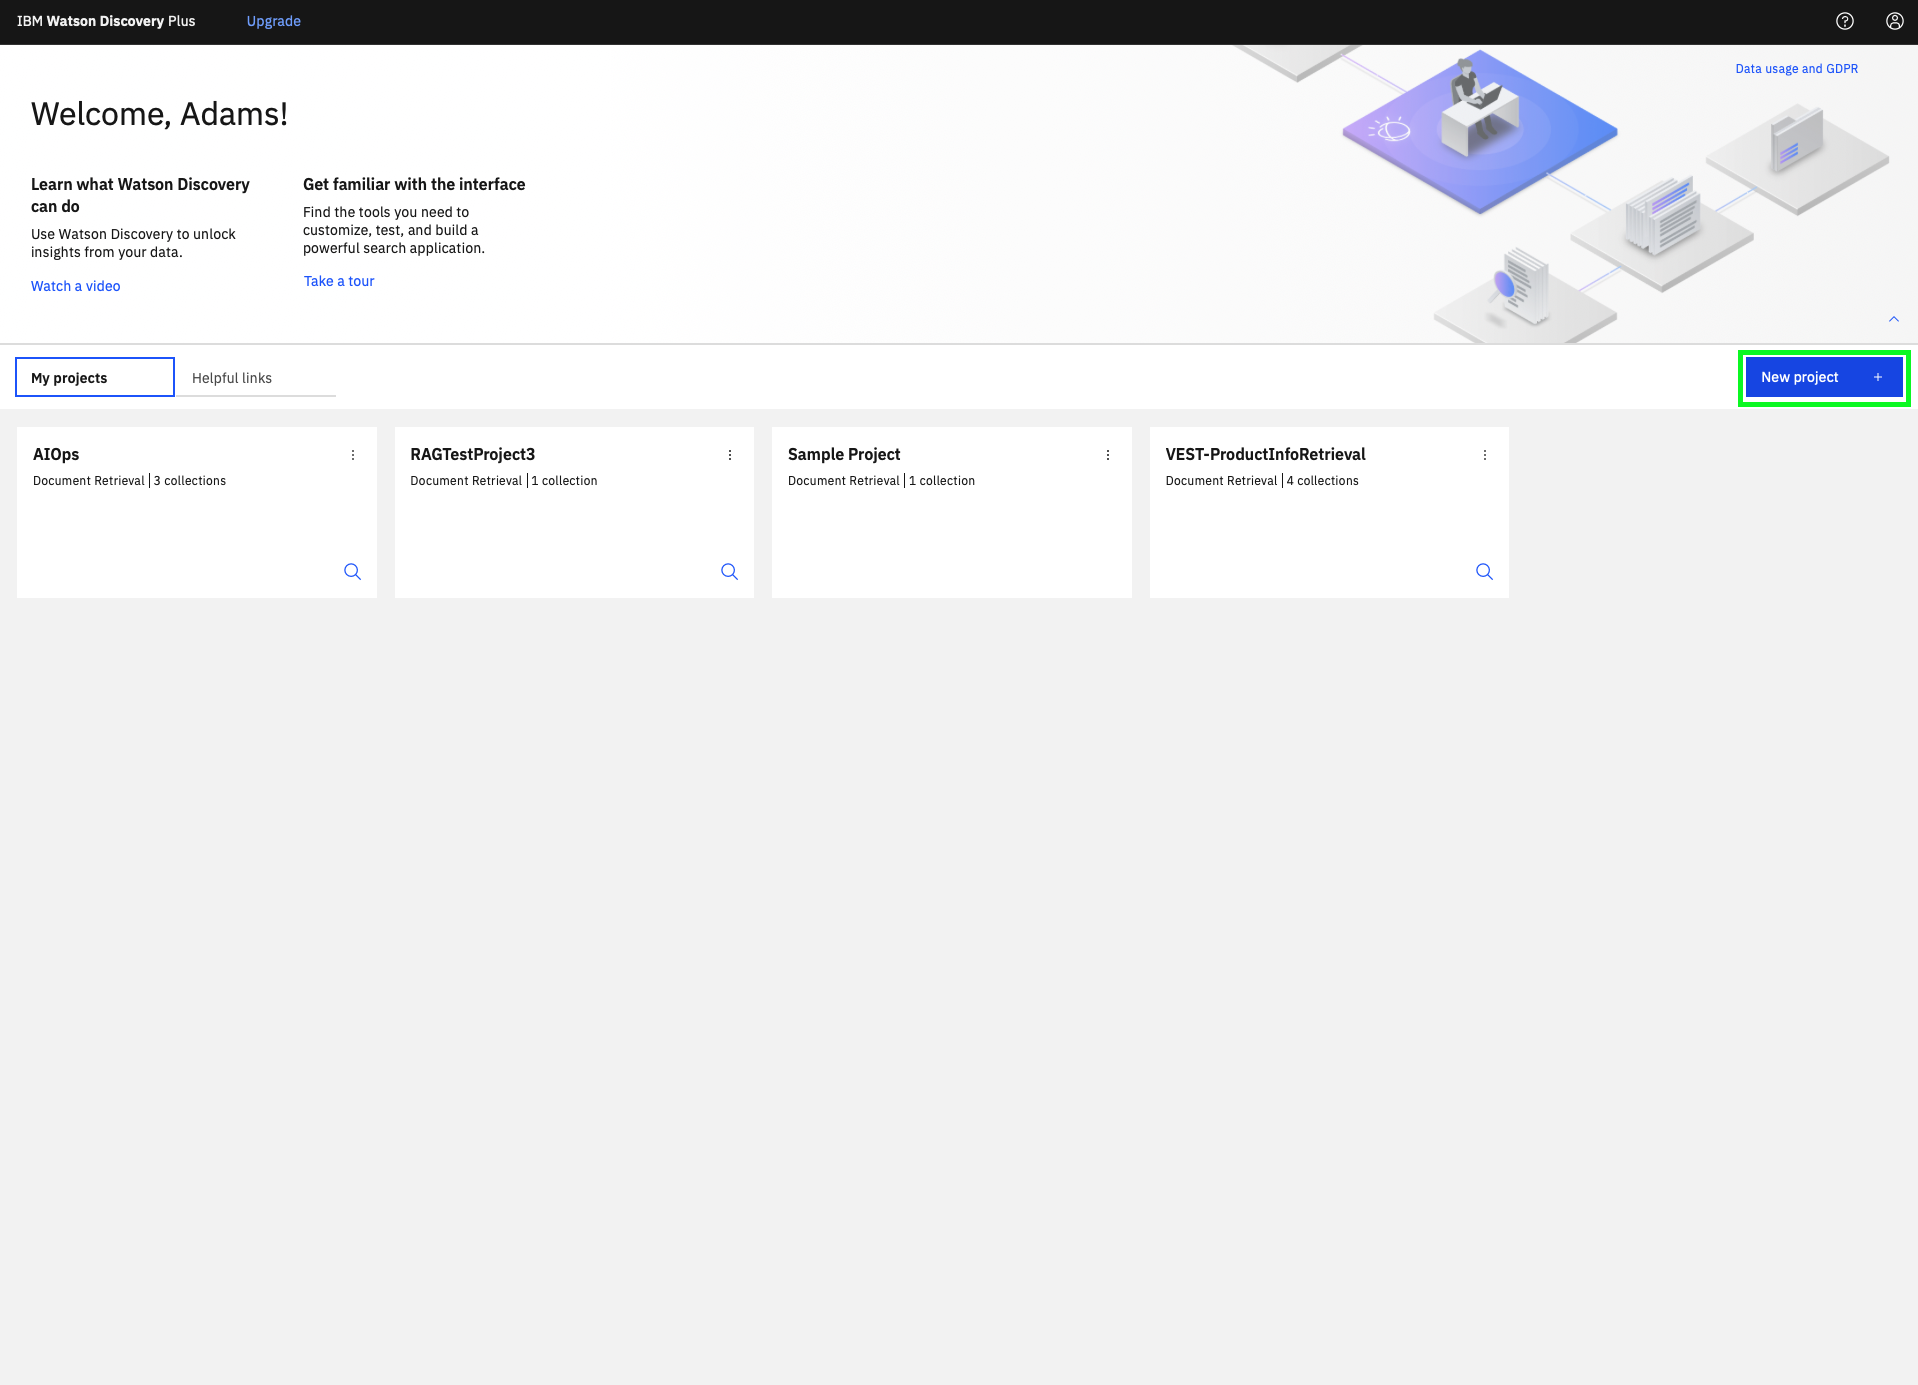 IBM Watson Discovery Plus
Upgrade
Data usage and GDPR
Welcome, Adams!
Learn what Watson Discovery
can do
Use Watson Discovery to unlock
insights from your data.
Watch a video
Get familiar with the interface
Find the tools you need to
customize, test, and build a
powerful search application.
Take a tour
My projects
Helpful links
New project +
AIOps
Document Retrieval | 3 collections
RAGTestProject3
Document Retrieval | 1 collection
Sample Project
Document Retrieval | 1 collection
VEST-ProductInfoRetrieval
Document Retrieval | 4 collections